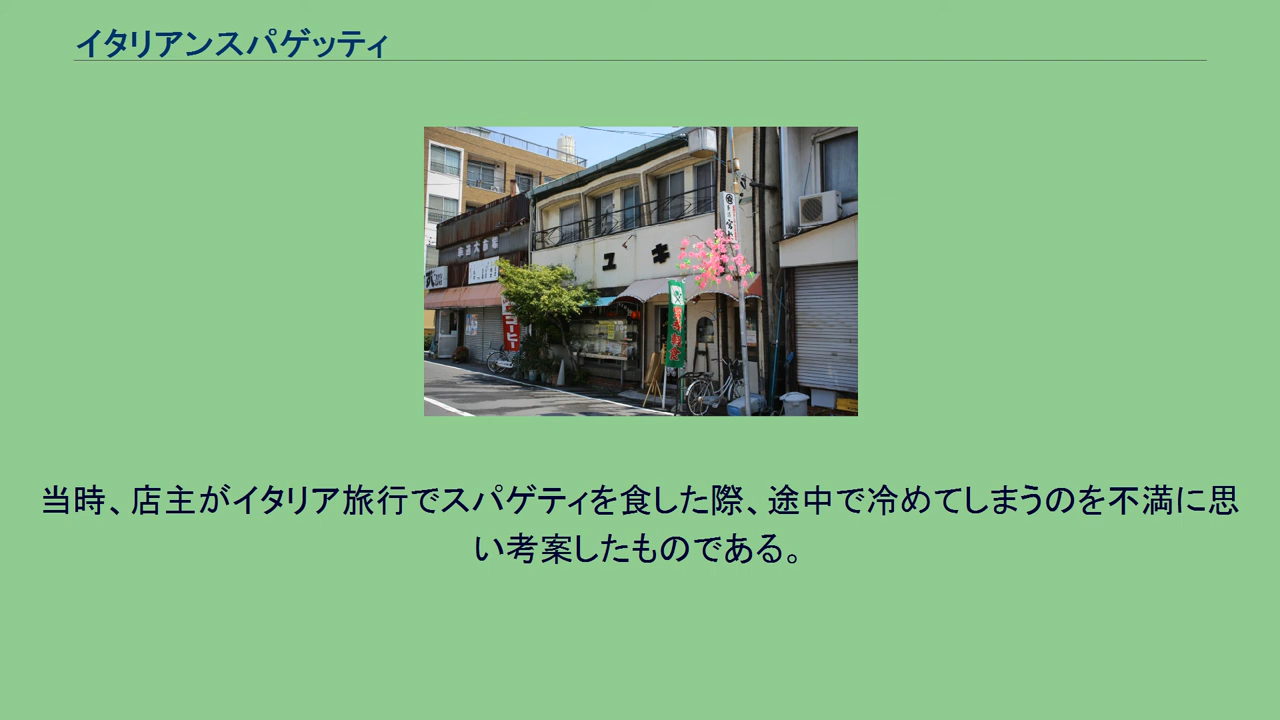 イタリアンスパゲッティ
ユキ
コーヒー
当時、店主がイタリア旅行でスパゲティを食した際、途中で冷めてしまうのを不満に思
い考案したものである。